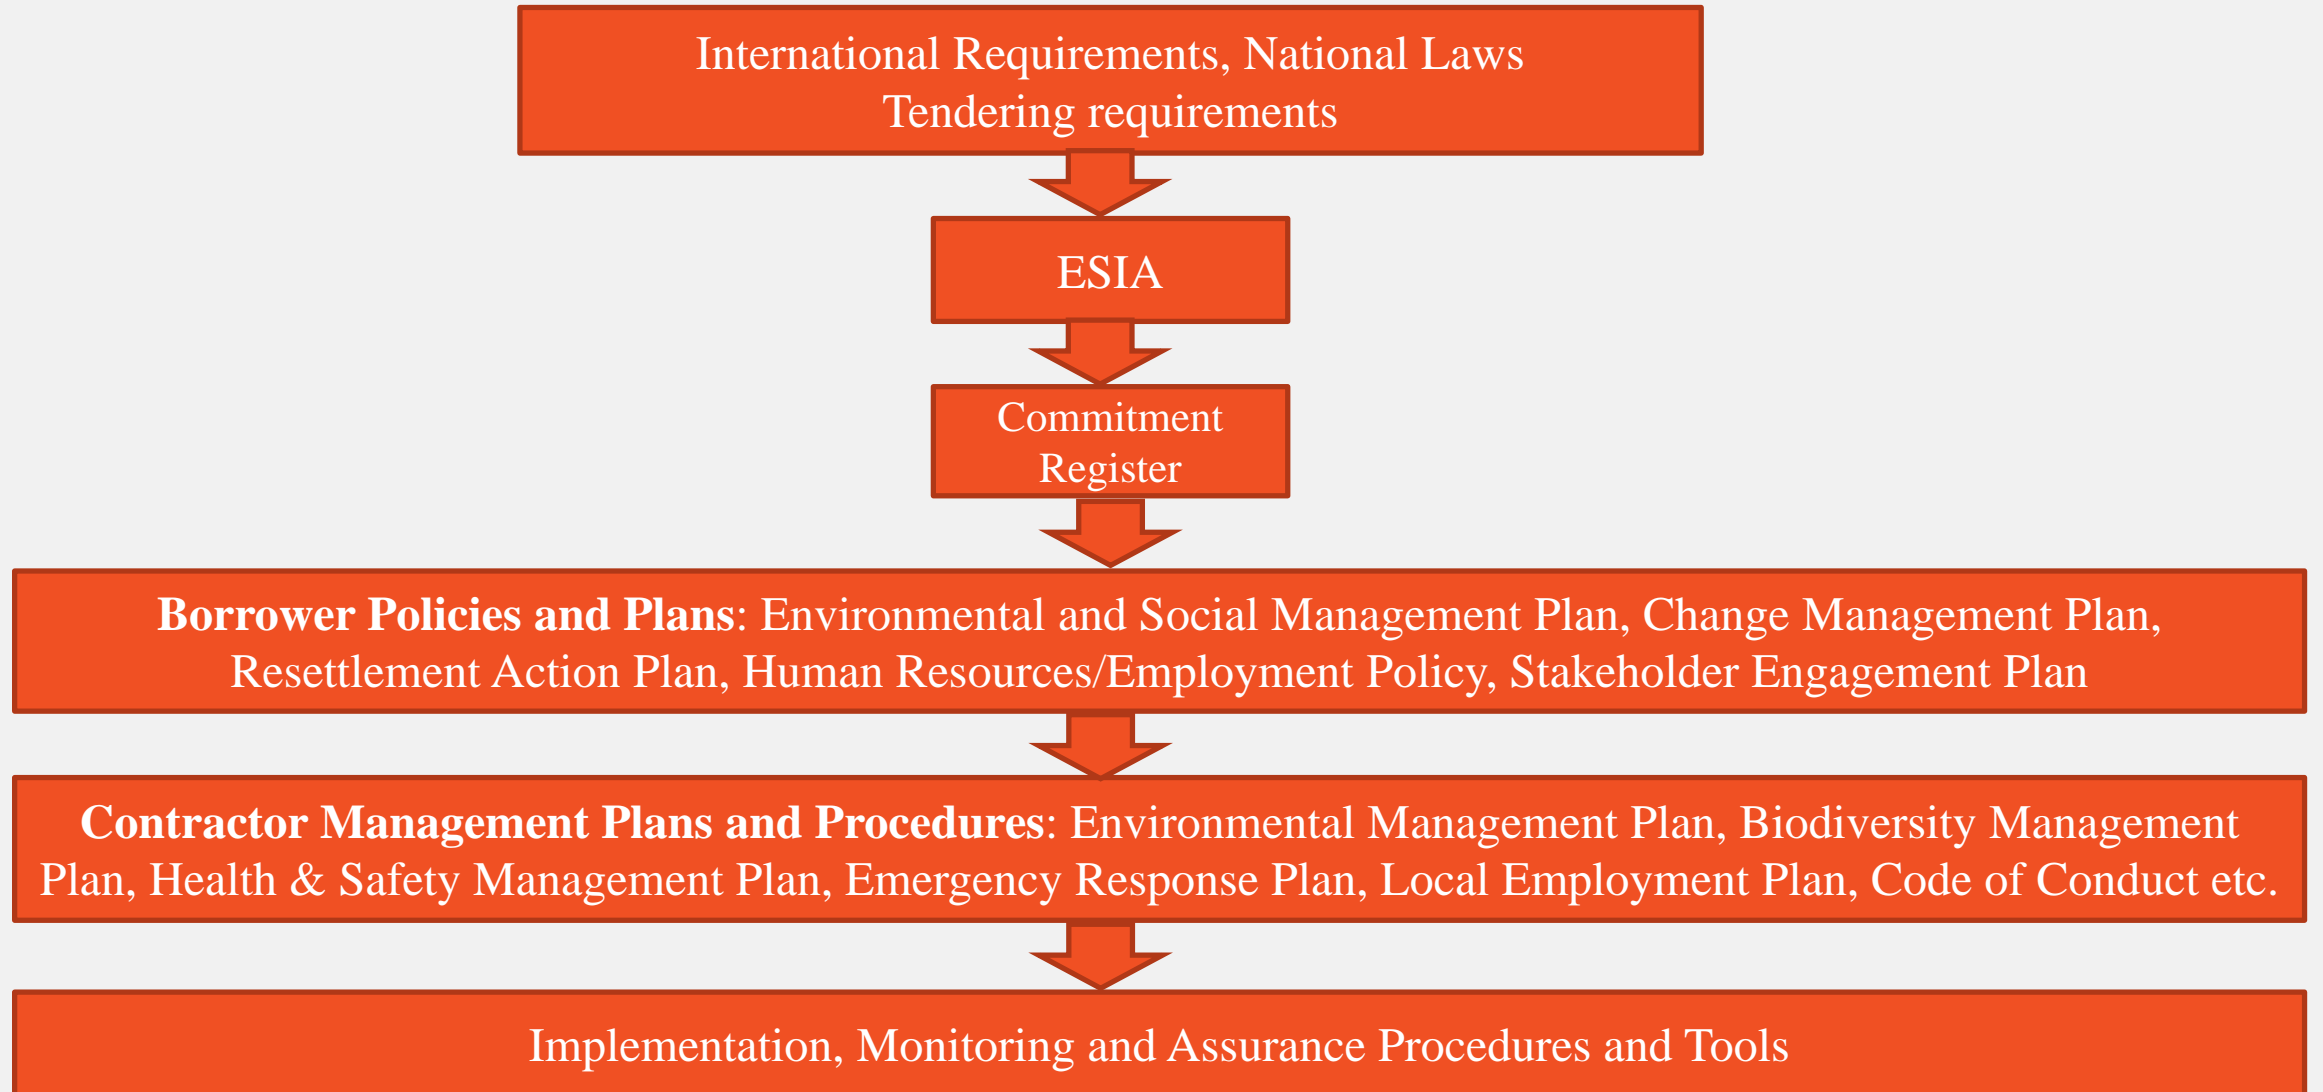 International Requirements, National Laws
Tendering requirements
ESIA
Commitment
Register
Borrower Policies and Plans: Environmental and Social Management Plan, Change Management Plan,
Resettlement Action Plan, Human Resources/Employment Policy, Stakeholder Engagement Plan
Contractor Management Plans and Procedures: Environmental Management Plan, Biodiversity Management
Plan, Health & Safety Management Plan, Emergency Response Plan, Local Employment Plan, Code of Conduct etc.
Implementation, Monitoring and Assurance Procedures and Tools